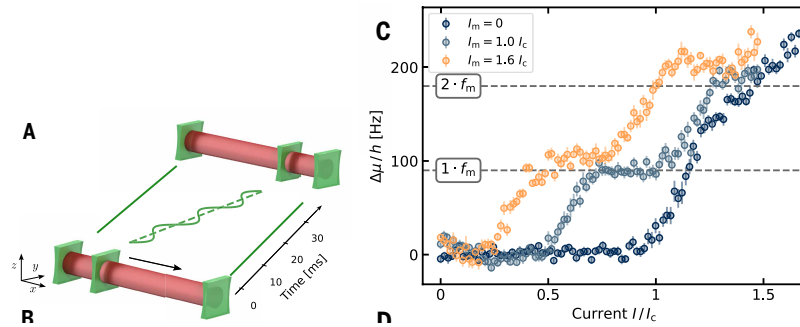 A
z
y
x
0
10
20
30
Time [ms]
B
C
I_m = 0
I_m = 1.0 I_c
I_m = 1.6 I_c
200
100
0
Δμ/h [Hz]
2 · f_m
1 · f_m
0
0.5
1
1.5
Current I/I_c
D